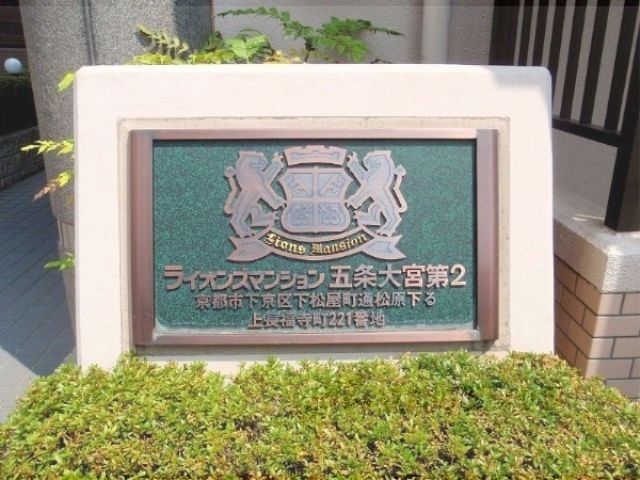 Lions Mansion
ライオンズマンション 五条大宮第2
京都市下京区下松屋町通松原下る
上長福寺町221番地